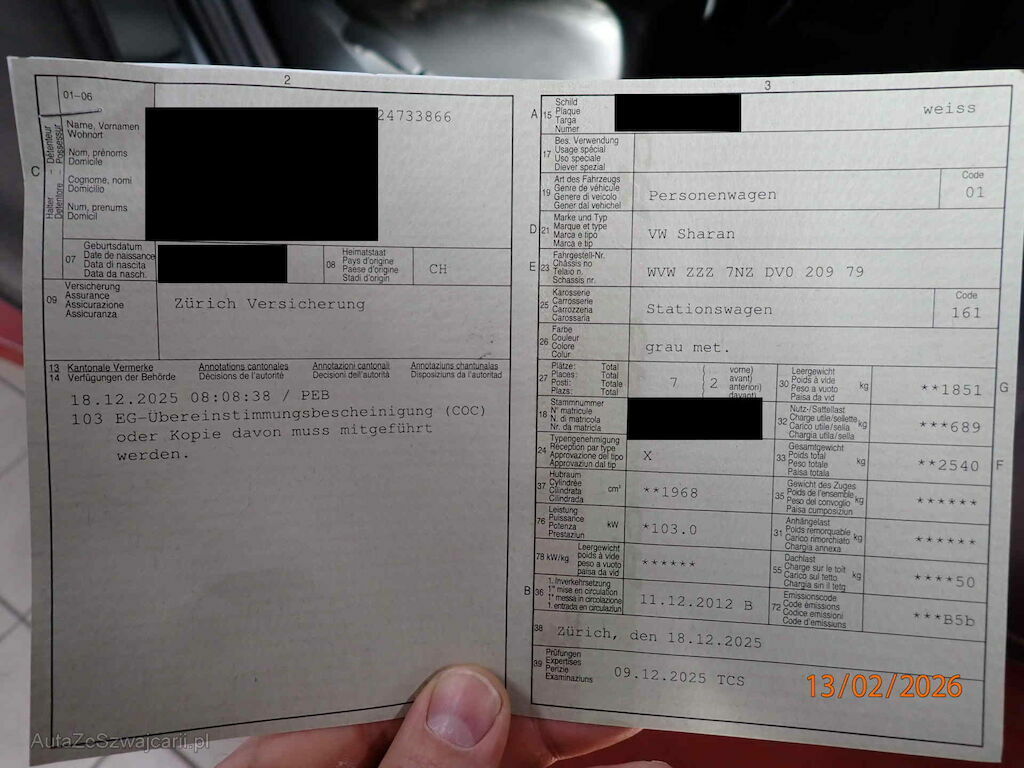 2
01-06
24733866
C
Halter - Détenteur
Detentore - Possessur
Name, Vornamen
Wohnort
Nom, prénoms
Domicile
Cognome, nomi
Domicilio
Num, prenums
Domicil
07
Geburtsdatum
Date de naissance
Data di nascita
Data da nasch.
08
Heimatstaat
Pays d'origine
Paese d'origine
Stadi d'origin
CH
09
Versicherung
Assurance
Assicurazione
Assicuranza
Zürich Versicherung
13 Kantonale Vermerke Annotations cantonales Annotazioni cantonali Annotaziuns chantunalas
14 Verfügungen der Behörde Décisions de l'autorité Decisioni dell'autorità Disposiziuns da l'autoritad
18.12.2025 08:08:38 / PEB
103 EG-Übereinstimmungsbescheinigung (COC)
oder Kopie davon muss mitgeführt
werden.
3
A 15
Schild
Plaque
Targa
Numer
weiss
17
Bes. Verwendung
Usage spécial
Uso speciale
Diever spezial
19
Art des Fahrzeugs
Genre de véhicule
Genere di veicolo
Gener dal vehichel
Personenwagen
Code
01
D 21
Marke und Typ
Marque et type
Marca e tipo
Marca e tip
VW Sharan
E 23
Fahrgestell-Nr.
Châssis no
Telaio n.
Schassis nr.
WVW ZZZ 7NZ DV0 209 79
25
Karosserie
Carrosserie
Carrozzeria
Carossaria
Stationswagen
Code
161
26
Farbe
Couleur
Colore
Colur
grau met.
27
Plätze: Total
Places: Total
Posti: Totale
Plazs: Total
7
2
vorne)
avant)
anteriori)
davant)
30
Leergewicht
Poids à vide
Peso a vuoto
Paisa da vid
kg
**1851
G
18
Stammnummer
N° matricule
N. di matricola
Nr. da matricla
32
Nutz-/Sattellast
Charge utile/sellette
Carico utile/sella
Chargia utila/sella
kg
***689
24
Typengenehmigung
Réception par type
Approvazione del tipo
Approvaziun dal tip
X
33
Gesamtgewicht
Poids total
Peso totale
Paisa totala
kg
**2540
F
37
Hubraum
Cylindrée
Cilindrata
Cilindrada
cm³
**1968
35
Gewicht des Zuges
Poids de l'ensemble
Peso del convoglio
Paisa cumposiziun
kg
******
76
Leistung
Puissance
Potenza
Prestaziun
kW
*103.0
31
Anhängelast
Poids remorquable
Carico rimorchiato
Chargia annexa
kg
******
78 kW/kg
Leergewicht
poids à vide
peso a vuoto
paisa da vid
******
55
Dachlast
Charge sur le toit
Carico sul tetto
Chargia sin il tetg
kg
****50
B 36
1. Inverkehrsetzung
1re mise en circulation
1a messa in circolazione
1. entrada en circulaziun
11.12.2012 B
72
Emissionscode
Code émissions
Codice emissioni
Code d'emissiuns
***B5b
38
Zürich, den 18.12.2025
39
Prüfungen
Expertises
Perizie
Examinaziuns
09.12.2025 TCS
13/02/2026
AutaZeSzwajcarii.pl